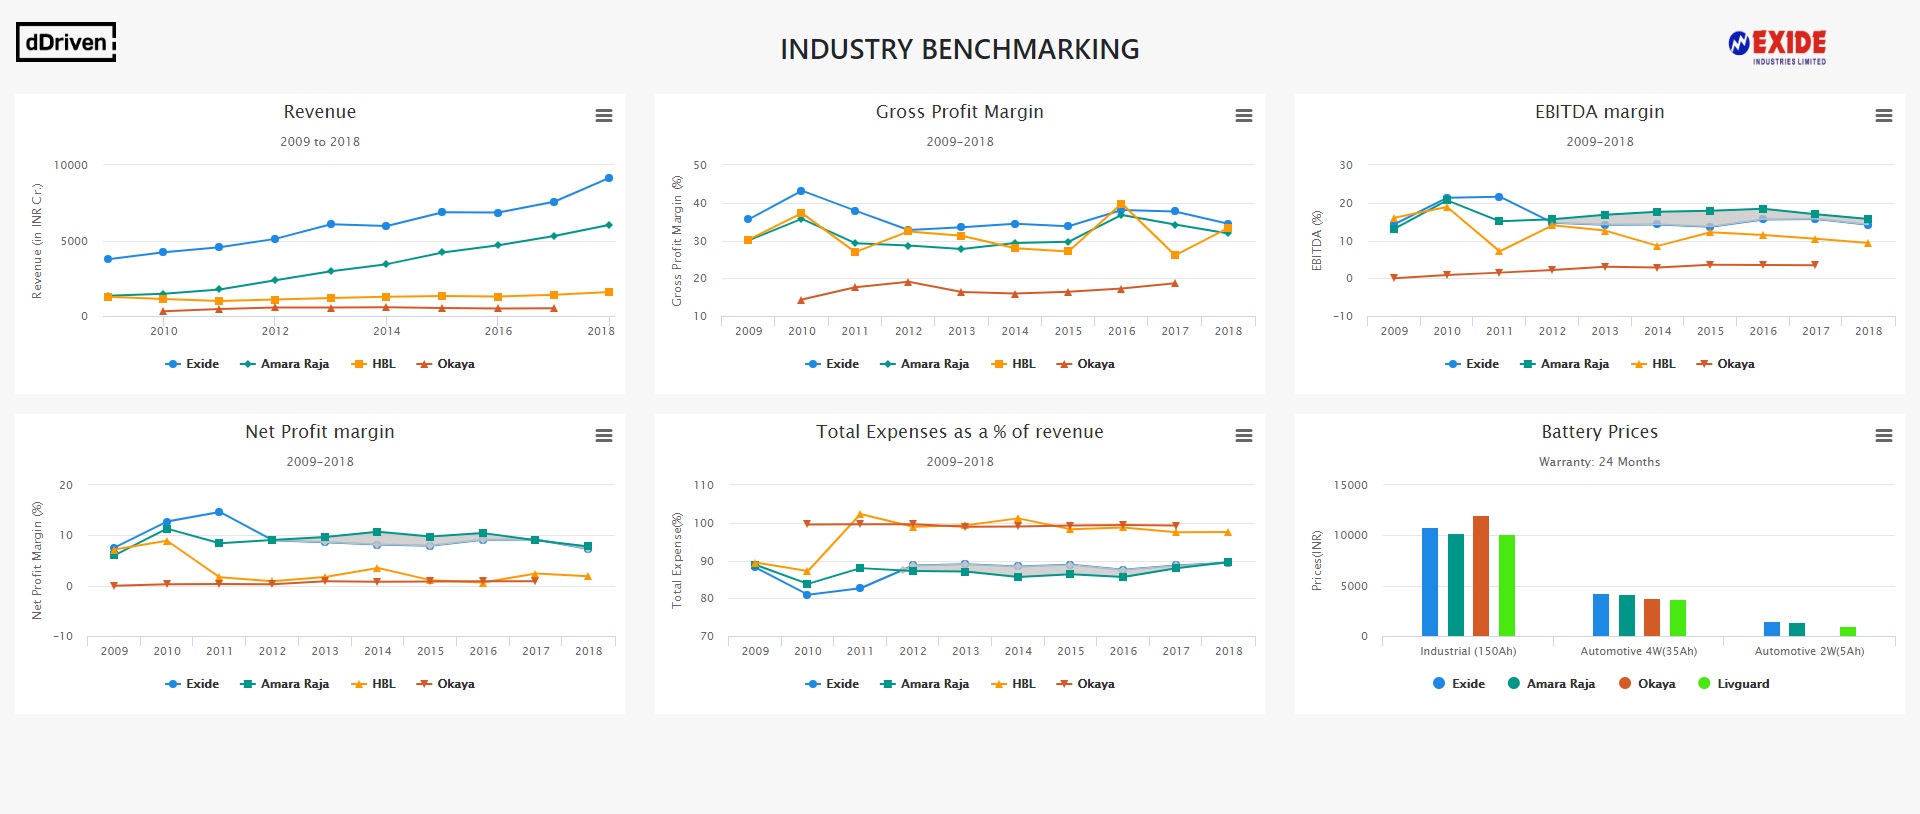 dDriven
INDUSTRY BENCHMARKING
EXIDE
INDUSTRIES LIMITED
Revenue
2009 to 2018
Revenue (in INR Cr.)
10000
5000
0
2010 2012 2014 2016 2018
Exide Amara Raja HBL Okaya
Gross Profit Margin
2009-2018
Gross Profit Margin (%)
50
40
30
20
10
2009 2010 2011 2012 2013 2014 2015 2016 2017 2018
Exide Amara Raja HBL Okaya
EBITDA margin
2009-2018
EBITDA (%)
30
20
10
0
-10
2009 2010 2011 2012 2013 2014 2015 2016 2017 2018
Exide Amara Raja HBL Okaya
Net Profit margin
2009-2018
Net Profit Margin (%)
20
10
0
-10
2009 2010 2011 2012 2013 2014 2015 2016 2017 2018
Exide Amara Raja HBL Okaya
Total Expenses as a % of revenue
2009-2018
Total Expense(%)
110
100
90
80
70
2009 2010 2011 2012 2013 2014 2015 2016 2017 2018
Exide Amara Raja HBL Okaya
Battery Prices
Warranty: 24 Months
Prices(INR)
15000
10000
5000
0
Industrial (150Ah) Automotive 4W(35Ah) Automotive 2W(5Ah)
Exide Amara Raja Okaya Livguard